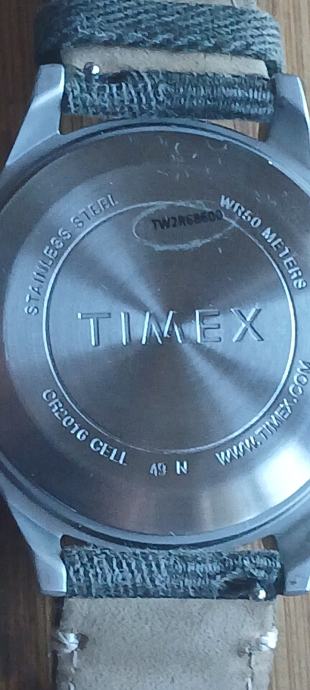 STAINLESS STEEL
TW2R68600
WR50 METERS
TIMEX
CR2016 CELL
49 N
WWW.TIMEX.COM